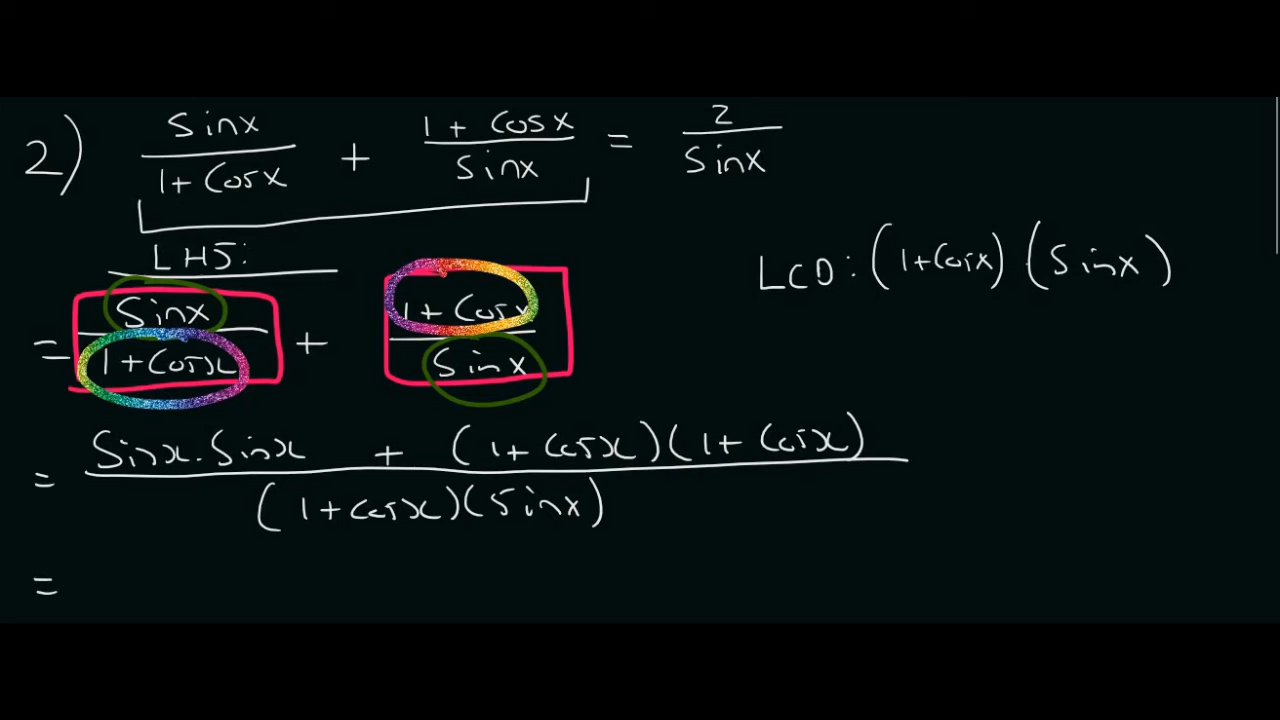 2) sinx/(1 + cosx) + (1 + cosx)/sinx = 2/sinx
LHS:
LCD: (1+cosx)(sinx)
= sinx/(1+cosx) + (1 + cosx)/sinx
= (sinx.sinx + (1 + cosx)(1 + cosx))/((1+cosx)(sinx))
=